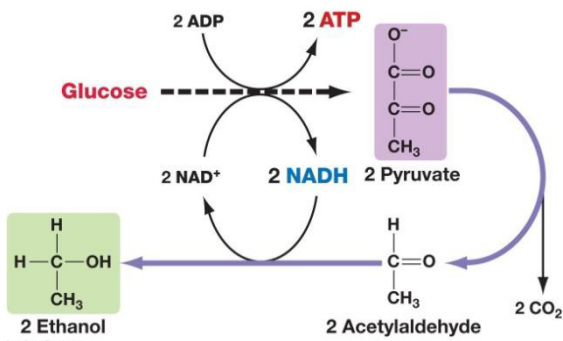 2 ADP
2 ATP
Glucose
O⁻
C=O
C=O
CH₃
2 NAD⁺
2 NADH
2 Pyruvate
H
H—C—OH
CH₃
2 Ethanol
H
C=O
CH₃
2 Acetylaldehyde
2 CO₂